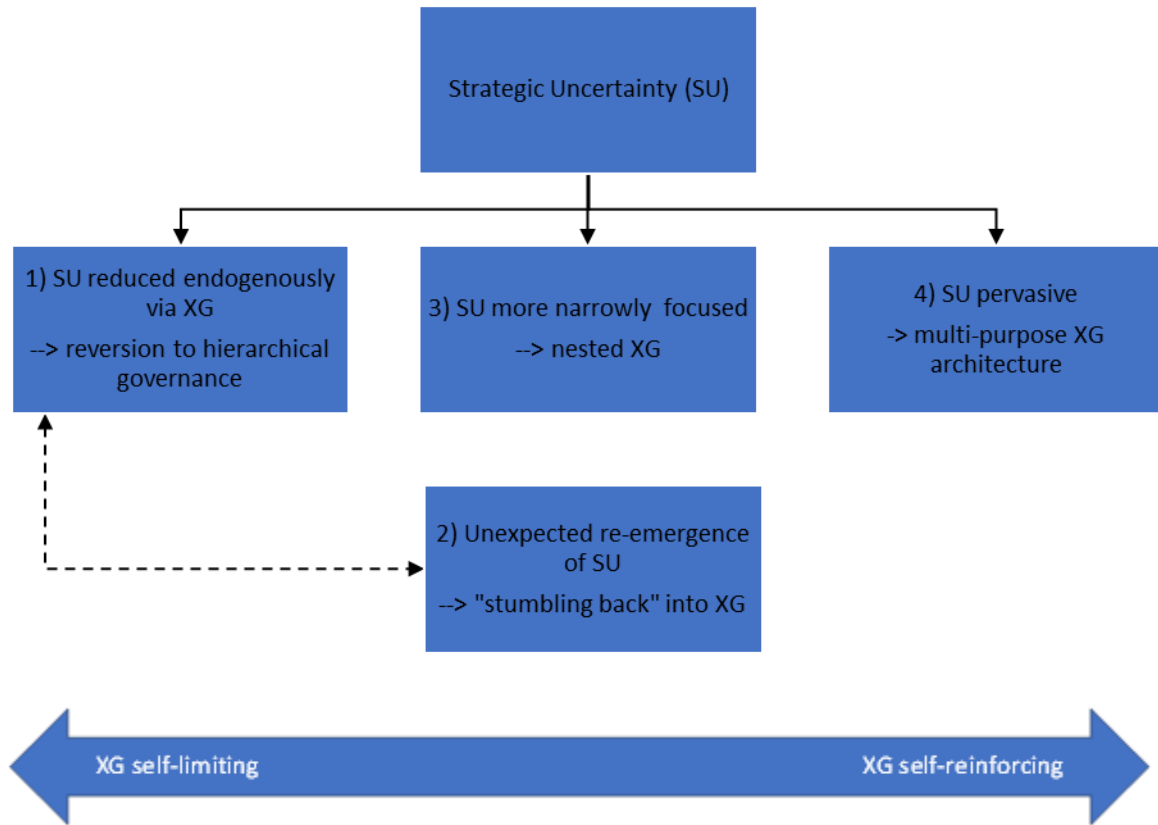 Strategic Uncertainty (SU)
1) SU reduced endogenously
via XG
--> reversion to hierarchical
governance
3) SU more narrowly focused
--> nested XG
4) SU pervasive
-> multi-purpose XG
architecture
2) Unexpected re-emergence
of SU
--> "stumbling back" into XG
XG self-limiting
XG self-reinforcing